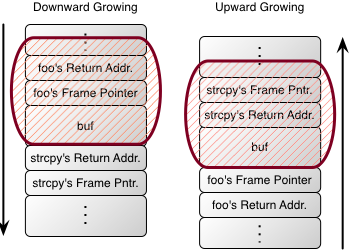 Downward Growing
foo's Return Addr.
foo's Frame Pointer
buf
strcpy's Return Addr.
strcpy's Frame Pntr.
Upward Growing
strcpy's Frame Pntr.
strcpy's Return Addr.
buf
foo's Frame Pointer
foo's Return Addr.